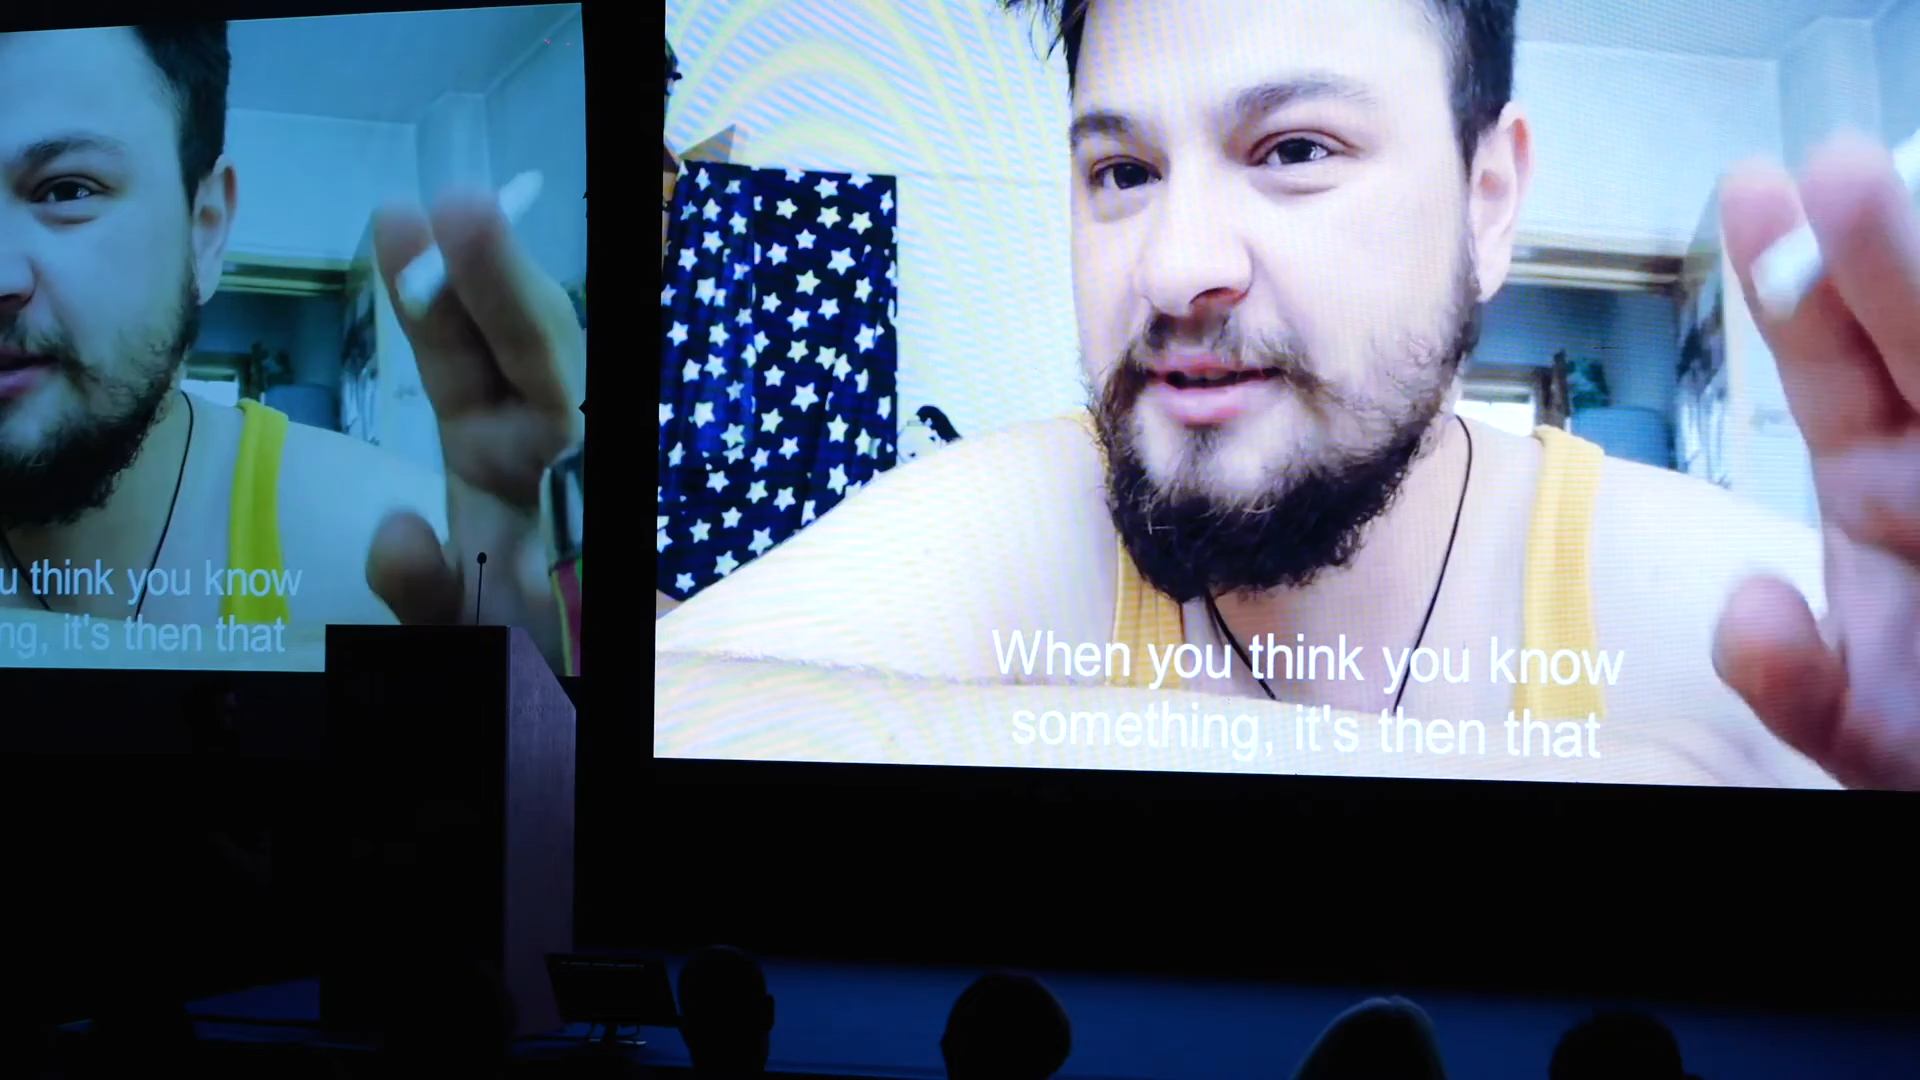 u think you know
ng, it's then that
When you think you know
something, it's then that